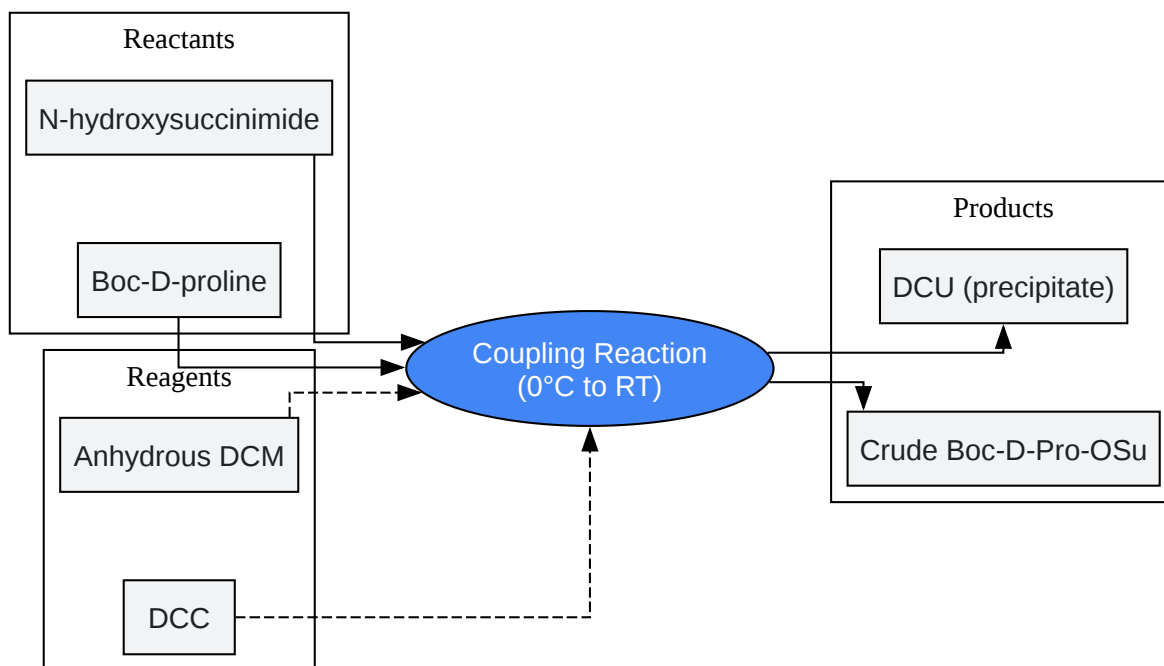 Reactants
N-hydroxysuccinimide
Boc-D-proline
Reagents
Anhydrous DCM
DCC
Coupling Reaction
(0°C to RT)
Products
DCU (precipitate)
Crude Boc-D-Pro-OSu